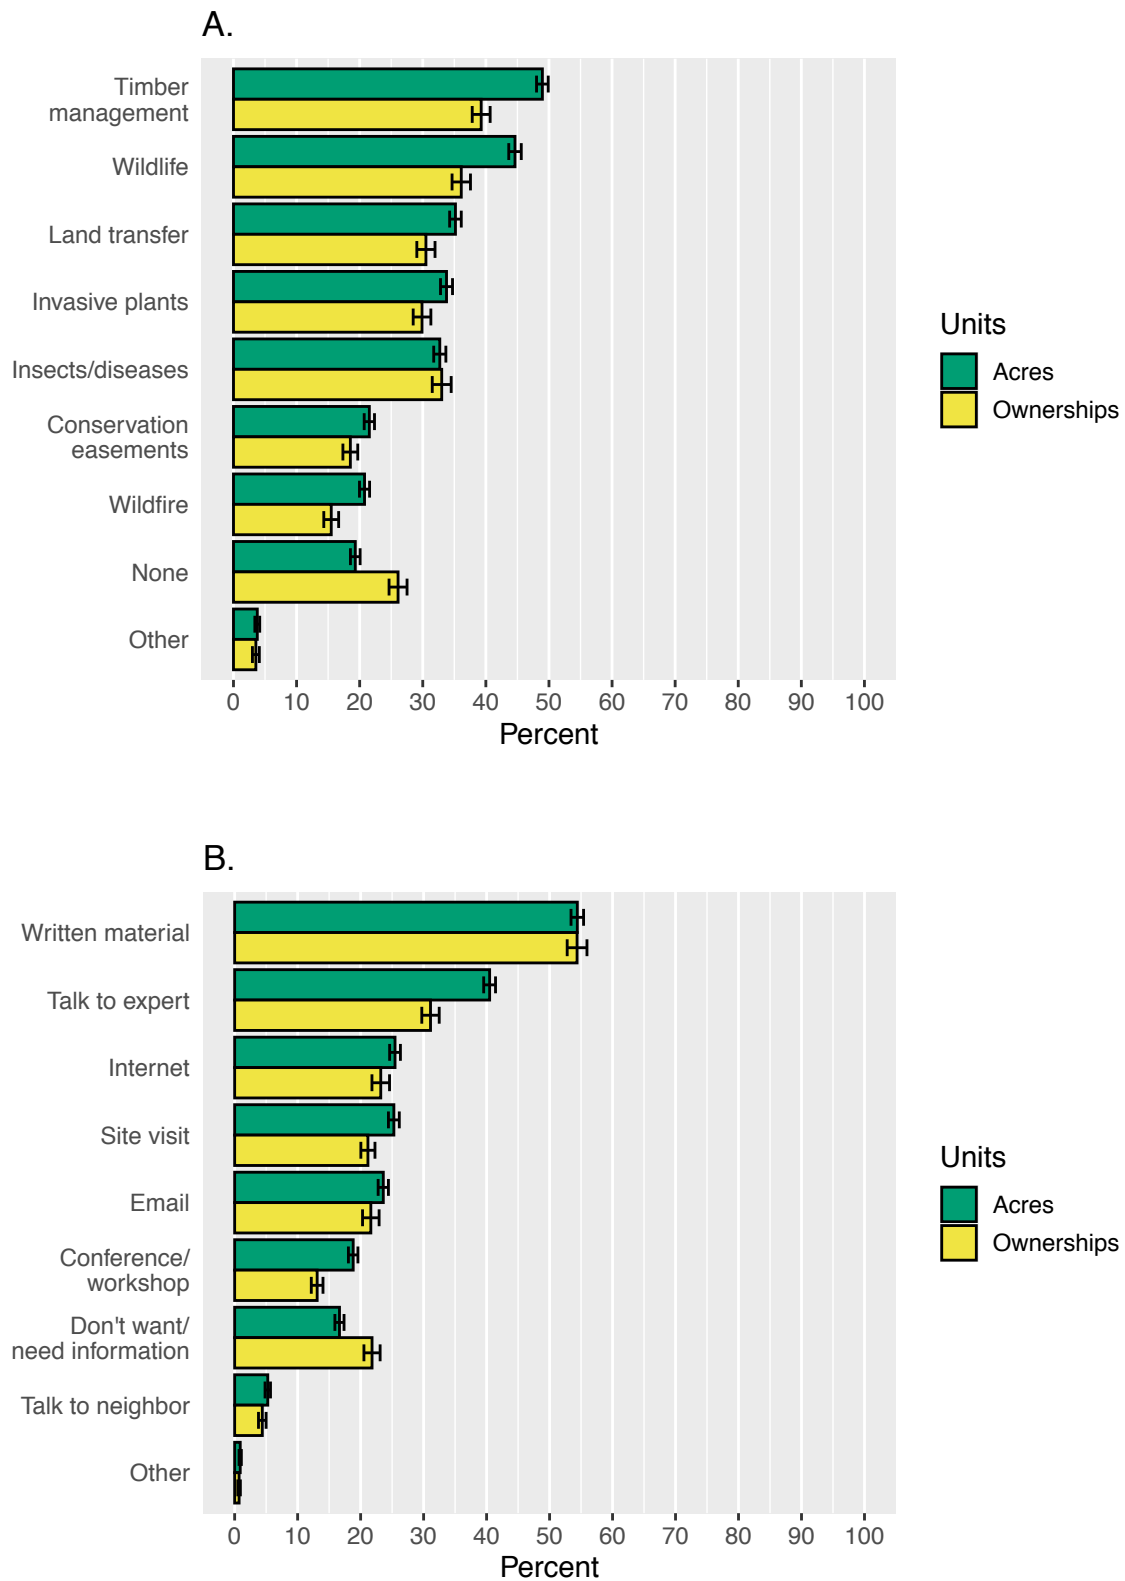 A.
Timber
management
Wildlife
Land transfer
Invasive plants
Insects/diseases
Conservation
easements
Wildfire
None
Other
0 10 20 30 40 50 60 70 80 90 100
Percent
Units
Acres
Ownerships
B.
Written material
Talk to expert
Internet
Site visit
Email
Conference/
workshop
Don't want/
need information
Talk to neighbor
Other
0 10 20 30 40 50 60 70 80 90 100
Percent
Units
Acres
Ownerships